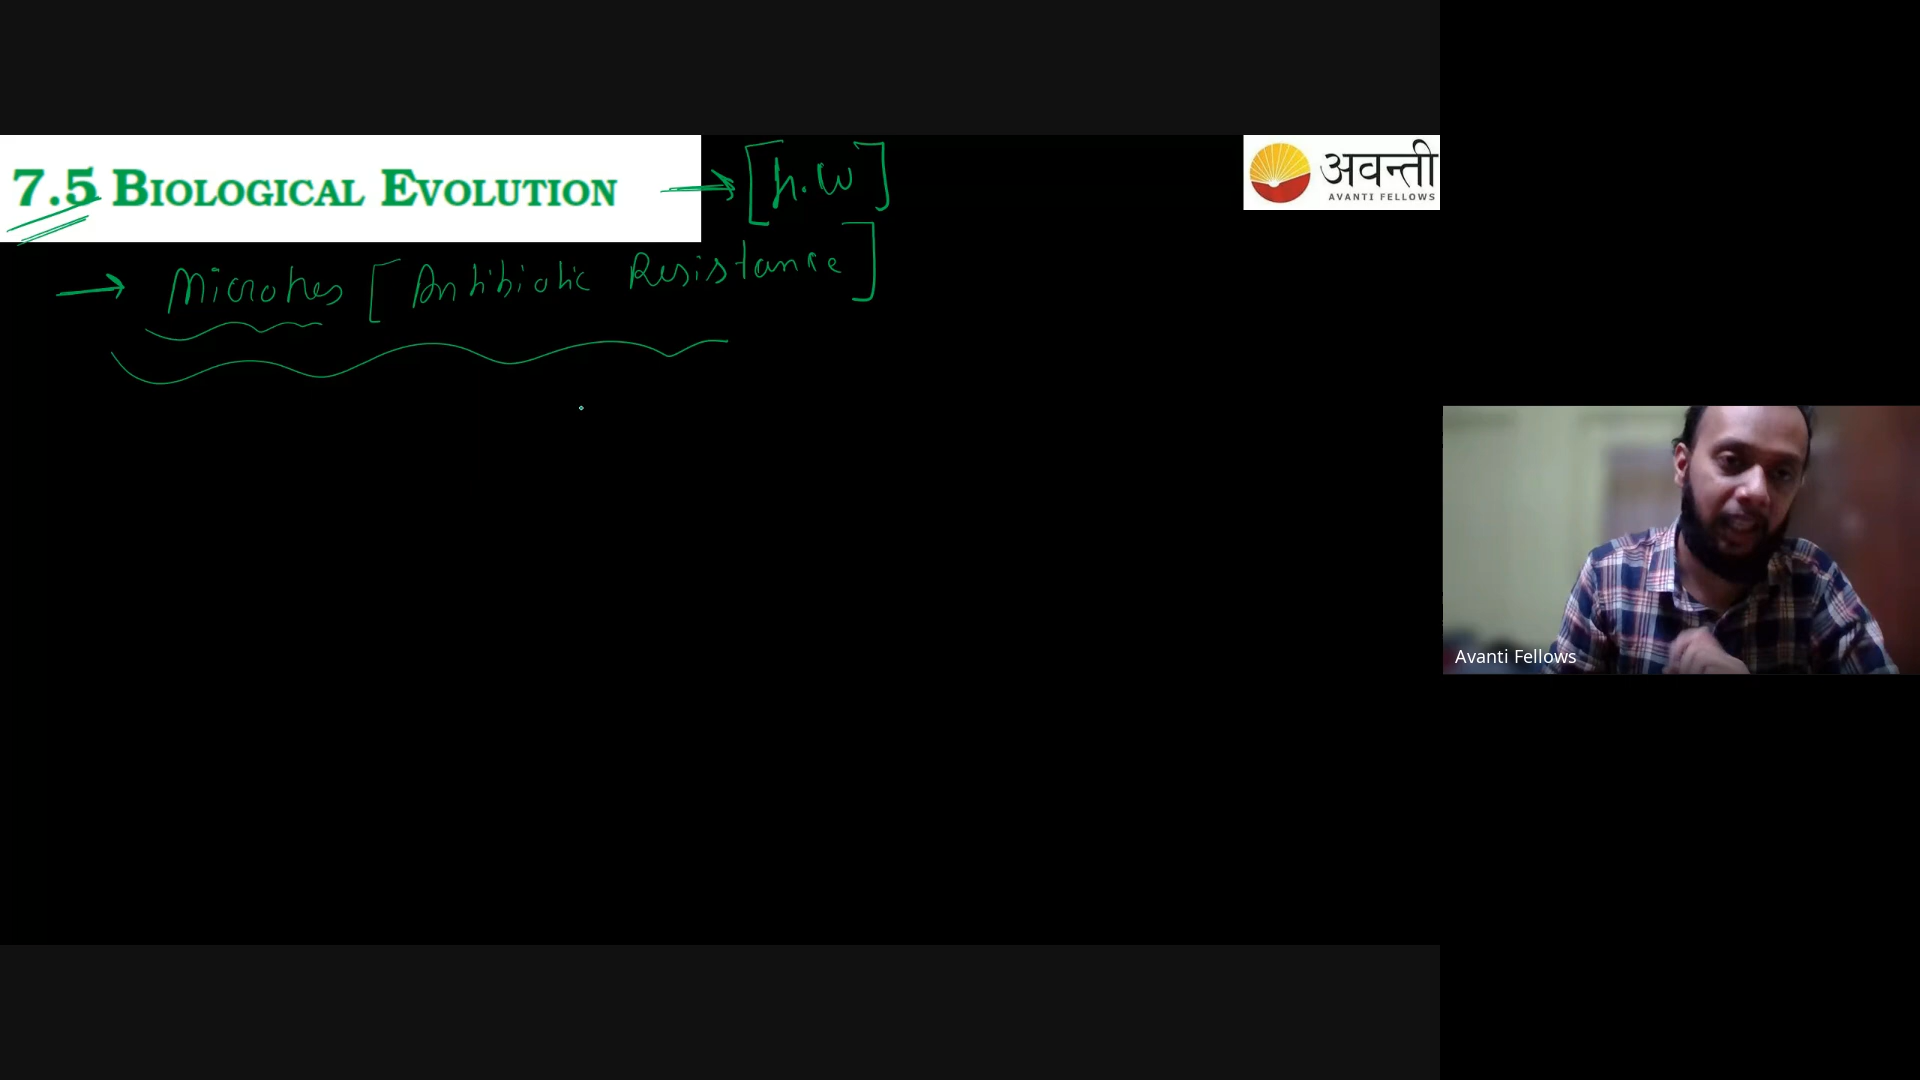 7.5 BIOLOGICAL EVOLUTION → [h.w]
→ Microbes [Antibiotic Resistance]
अवन्ती
AVANTI FELLOWS
Avanti Fellows